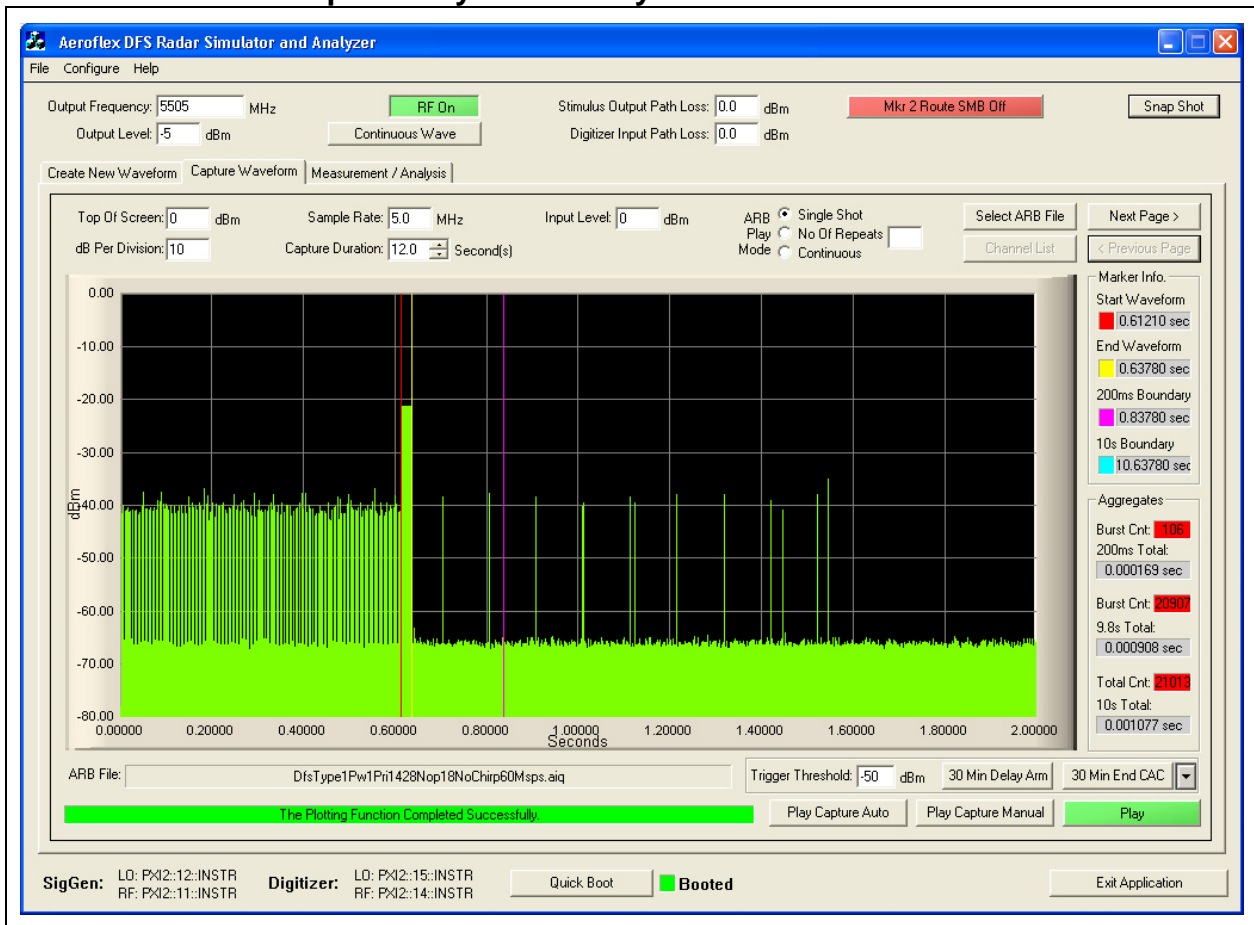 Aeroflex DFS Radar Simulator and Analyzer
File Configure Help
Output Frequency: 5505 MHz
RF On
Stimulus Output Path Loss: 0.0 dBm
Mkr 2 Route SMB Off
Snap Shot
Output Level: -5 dBm
Continuous Wave
Digitizer Input Path Loss: 0.0 dBm
Create New Waveform
Capture Waveform
Measurement / Analysis
Top Of Screen: 0 dBm
Sample Rate: 5.0 MHz
Input Level: 0 dBm
ARB Play Mode
Single Shot
No Of Repeats
Continuous
Select ARB File
Next Page >
dB Per Division: 10
Capture Duration: 12.0 Second(s)
Channel List
< Previous Page
0.00
-10.00
-20.00
-30.00
-40.00
-50.00
-60.00
-70.00
-80.00
dBm
0.00000 0.20000 0.40000 0.60000 0.80000 1.00000 1.20000 1.40000 1.60000 1.80000 2.00000
Seconds
Marker Info.
Start Waveform
0.61210 sec
End Waveform
0.63780 sec
200ms Boundary
0.83780 sec
10s Boundary
10.63780 sec
Aggregates
Burst Cnt: 106
200ms Total:
0.000169 sec
Burst Cnt: 20907
9.8s Total:
0.000908 sec
Total Cnt: 21013
10s Total:
0.001077 sec
ARB File: DfsType1Pw1Pri1428Nop18NoChirp60Msps.aiq
Trigger Threshold: -50 dBm
30 Min Delay Arm
30 Min End CAC
The Plotting Function Completed Successfully.
Play Capture Auto
Play Capture Manual
Play
SigGen: LO: PXI2::12::INSTR
RF: PXI2::11::INSTR
Digitizer: LO: PXI2::15::INSTR
RF: PXI2::14::INSTR
Quick Boot
Booted
Exit Application